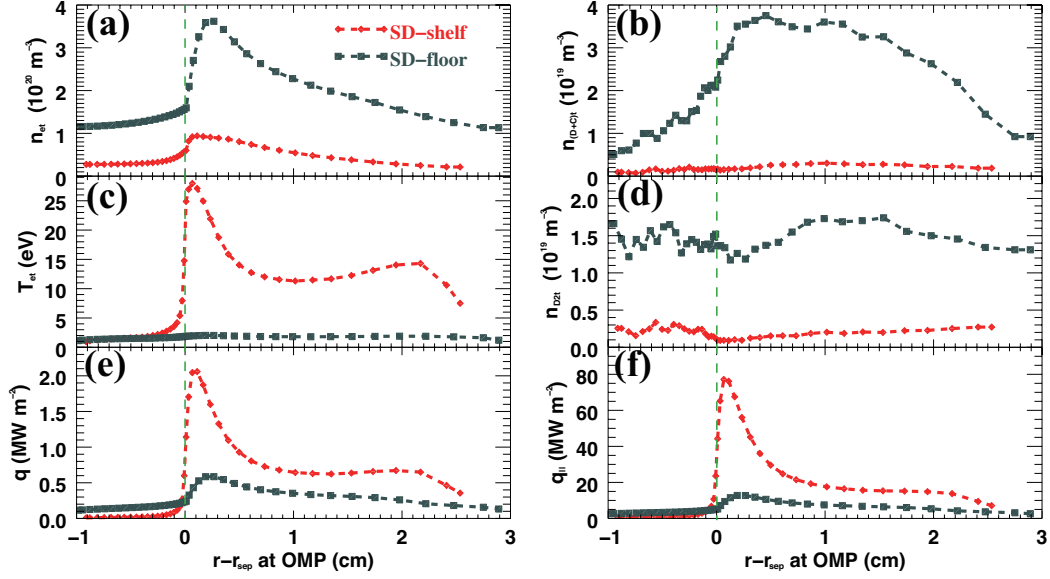 (a)
SD-shelf
SD-floor
n_et (10^20 m^-3)
4
3
2
1
0
(b)
n_(D+C)t (10^19 m^-3)
4
3
2
1
0
(c)
T_et (eV)
25
20
15
10
5
0
(d)
n_D2t (10^19 m^-3)
2.0
1.5
1.0
0.5
0.0
(e)
q (MW m^-2)
2.0
1.5
1.0
0.5
0.0
-1 0 1 2 3
r-r_sep at OMP (cm)
(f)
q_II (MW m^-2)
80
60
40
20
0
-1 0 1 2 3
r-r_sep at OMP (cm)